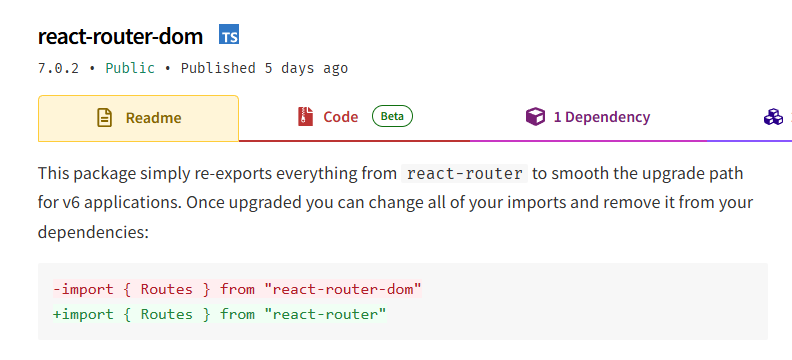 react-router-dom TS
7.0.2 • Public • Published 5 days ago
Readme Code Beta 1 Dependency
This package simply re-exports everything from react-router to smooth the upgrade path
for v6 applications. Once upgraded you can change all of your imports and remove it from your
dependencies:
-import { Routes } from "react-router-dom"
+import { Routes } from "react-router"